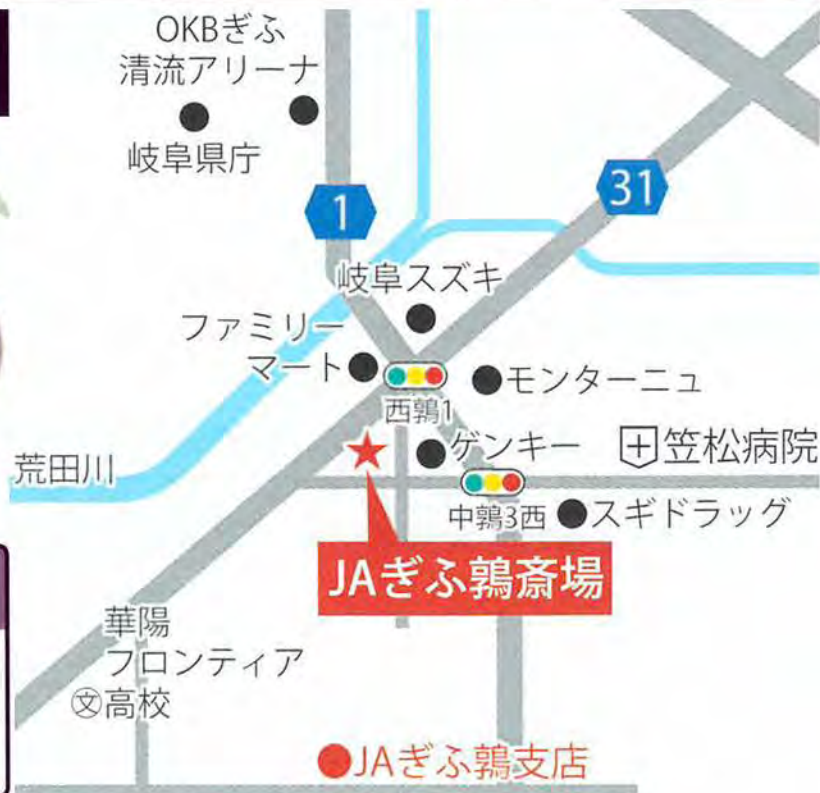 OKBぎふ
清流アリーナ
岐阜県庁
1
31
岐阜スズキ
ファミリー
マート
西鶉1
モンターニュ
ゲンキー
笠松病院
荒田川
中鶉3西
スギドラッグ
JAぎふ鶉斎場
華陽
フロンティア
文高校
JAぎふ鶉支店